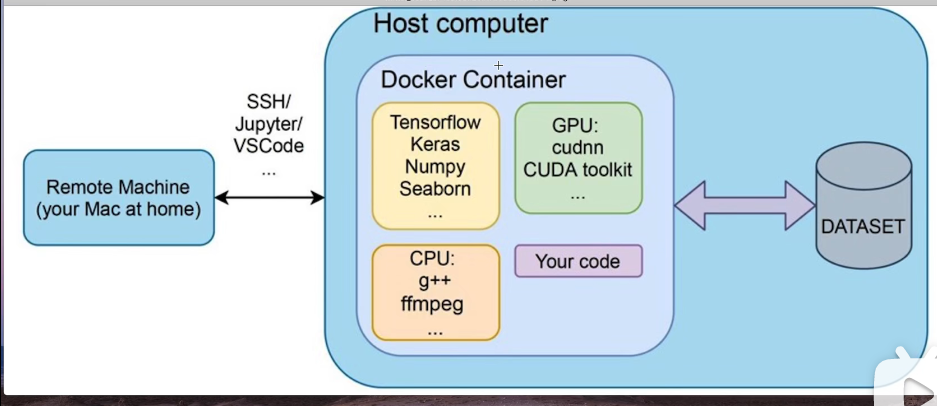 Host computer
Docker Container
SSH/
Jupyter/
VSCode
...
Remote Machine
(your Mac at home)
Tensorflow
Keras
Numpy
Seaborn
...
GPU:
cudnn
CUDA toolkit
...
CPU:
g++
ffmpeg
...
Your code
DATASET